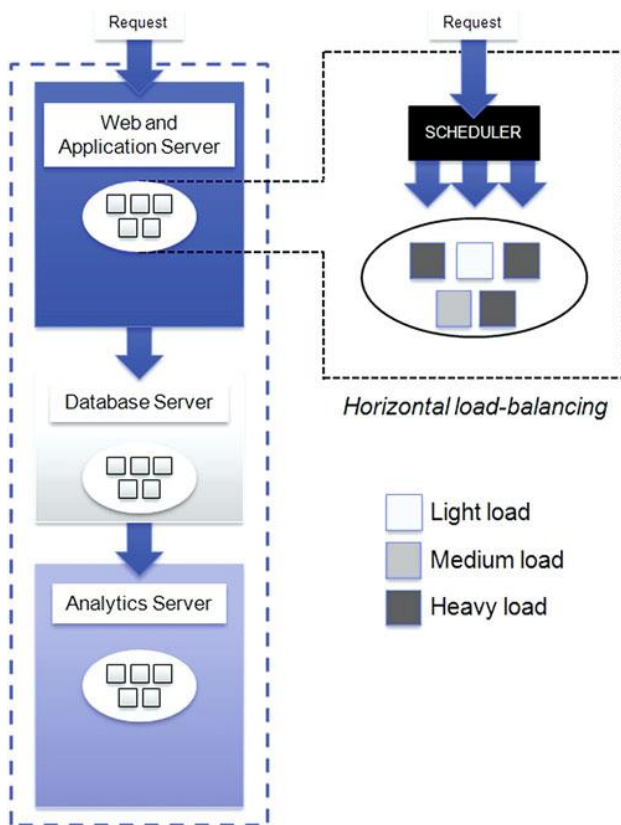 Request
Web and
Application Server
Database Server
Analytics Server
Request
SCHEDULER
Horizontal load-balancing
Light load
Medium load
Heavy load